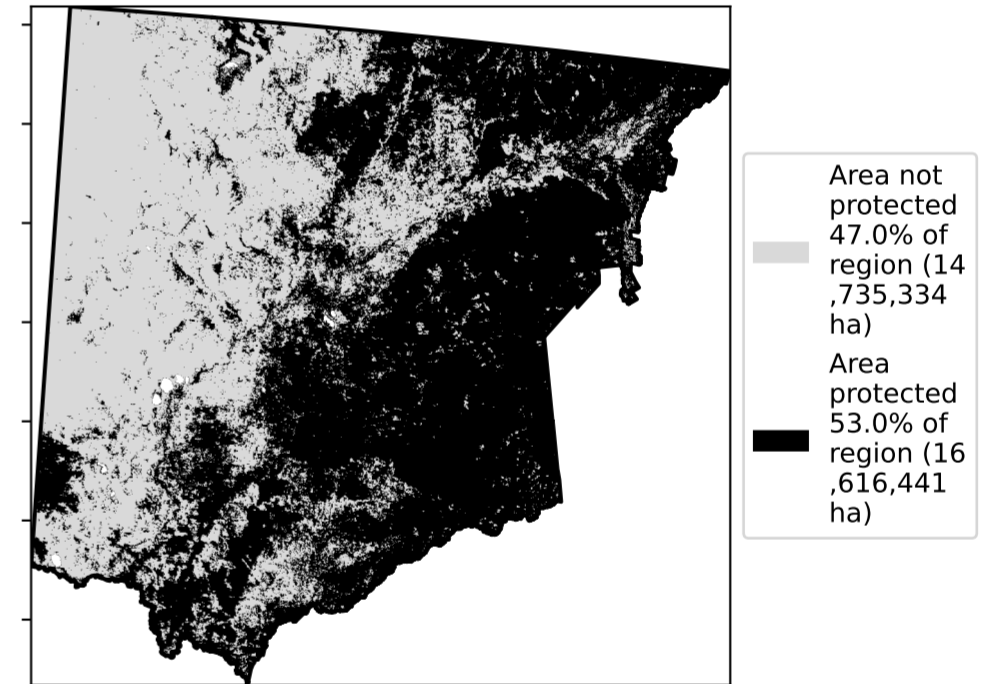 Area not
protected
47.0% of
region (14
,735,334
ha)
Area
protected
53.0% of
region (16
,616,441
ha)